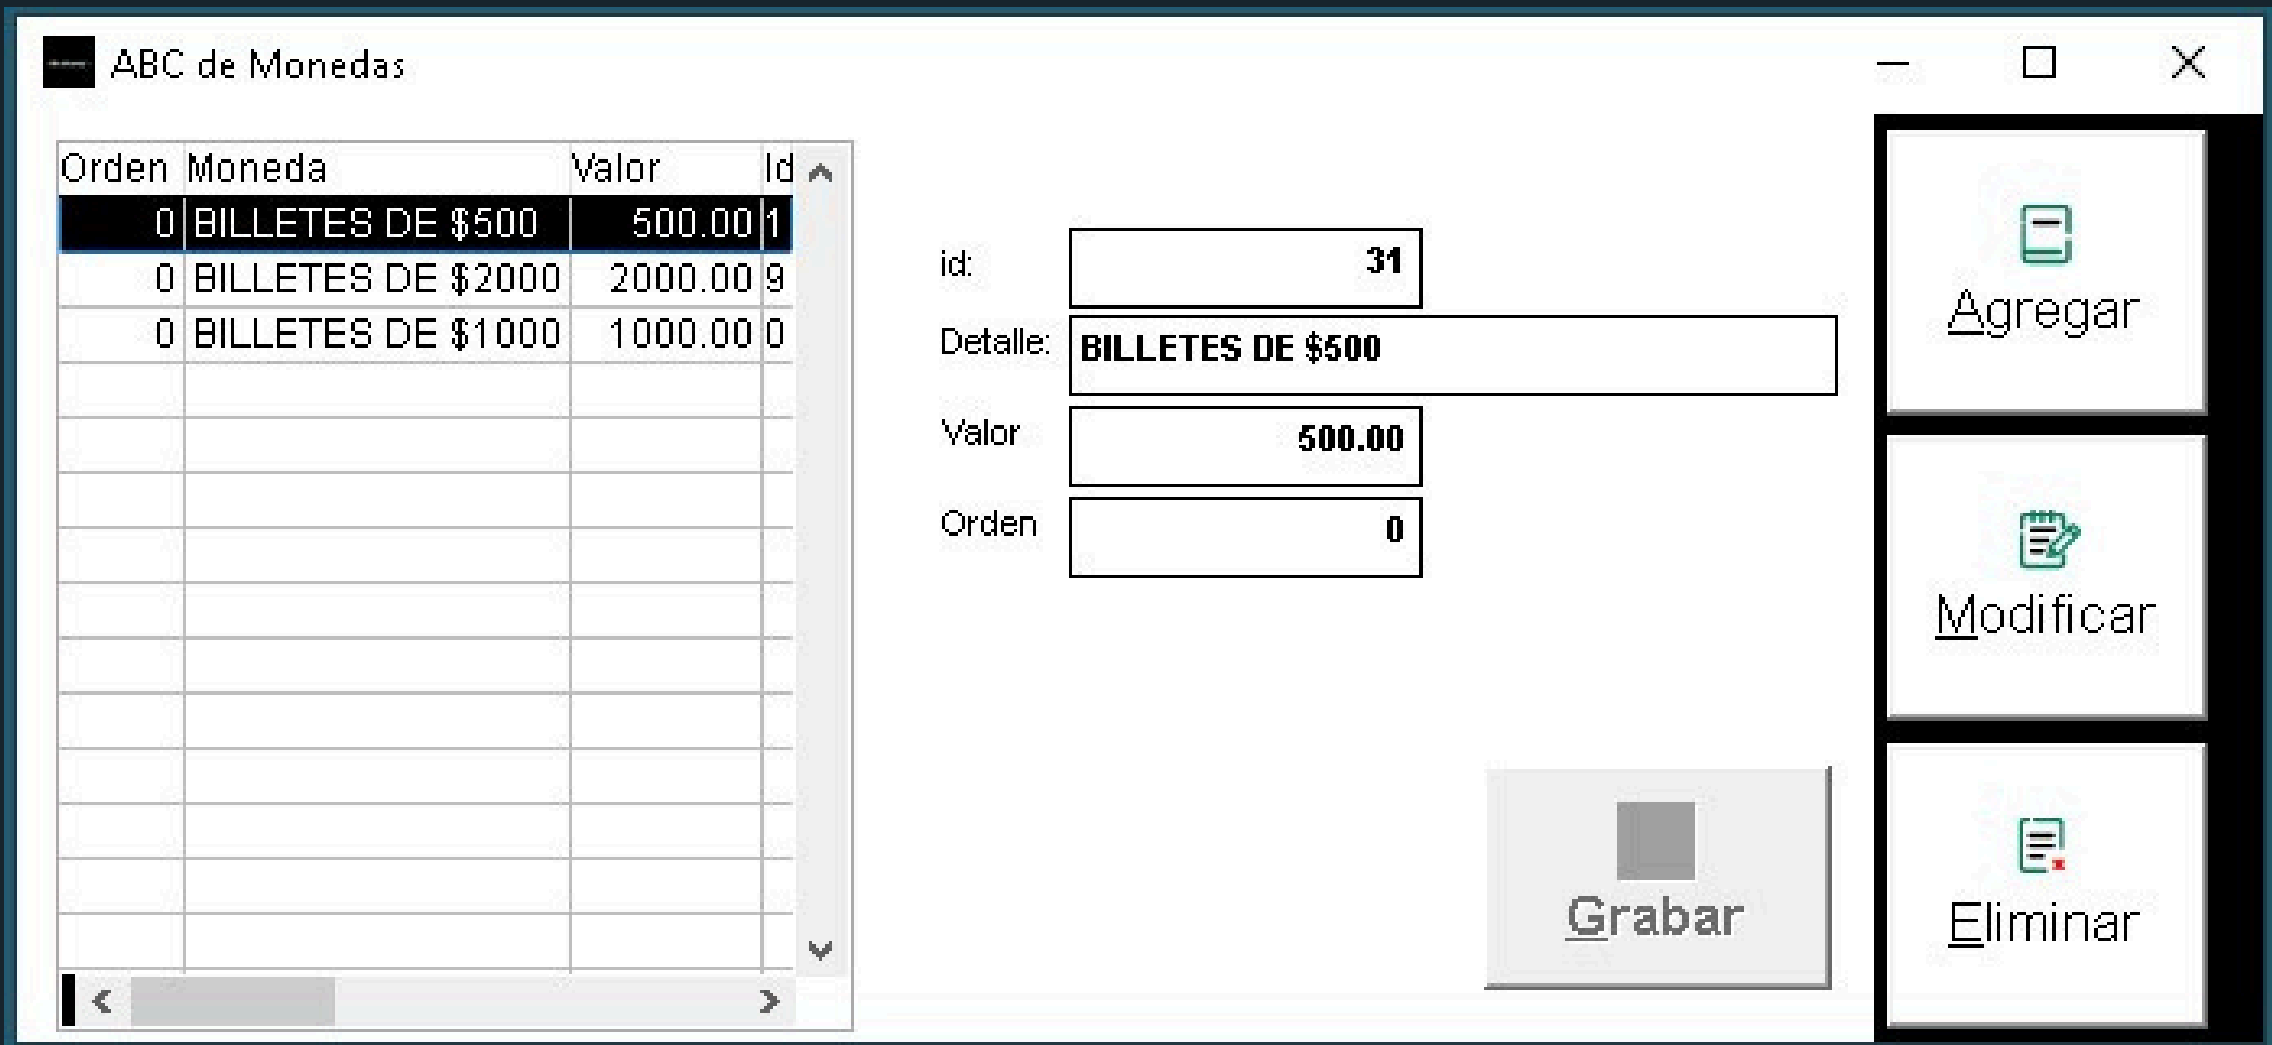 ABC de Monedas
Orden Moneda Valor Id
0 BILLETES DE $500 500.00 1
0 BILLETES DE $2000 2000.00 9
0 BILLETES DE $1000 1000.00 0
id: 31
Detalle: BILLETES DE $500
Valor 500.00
Orden 0
Grabar
Agregar
Modificar
Eliminar